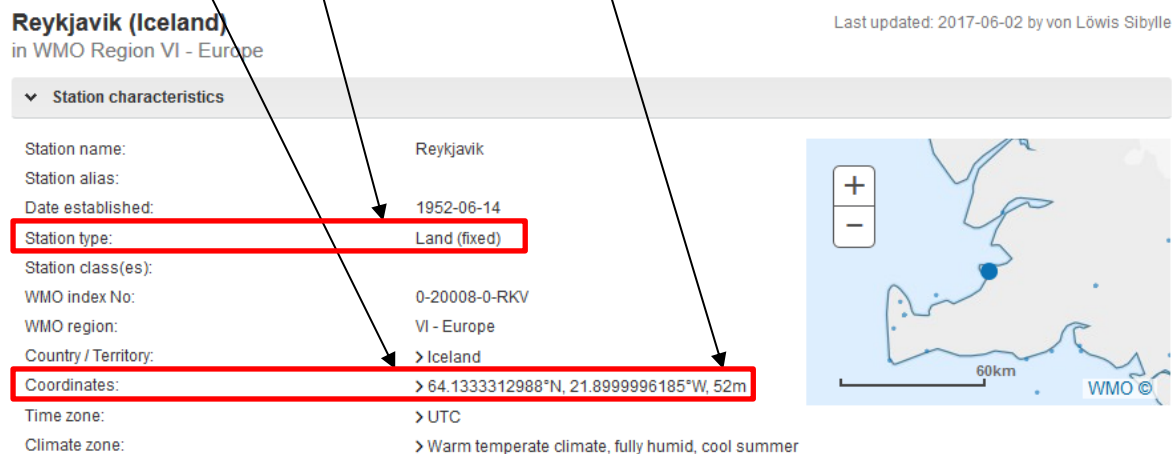 Reykjavik (Iceland)
Last updated: 2017-06-02 by von Löwis Sibylle
in WMO Region VI - Europe
Station characteristics
Station name: Reykjavik
Station alias:
Date established: 1952-06-14
Station type: Land (fixed)
Station class(es):
WMO index No: 0-20008-0-RKV
WMO region: VI - Europe
Country / Territory: > Iceland
Coordinates: > 64.1333312988°N, 21.8999996185°W, 52m
Time zone: > UTC
Climate zone: > Warm temperate climate, fully humid, cool summer
+
−
60km
WMO ©